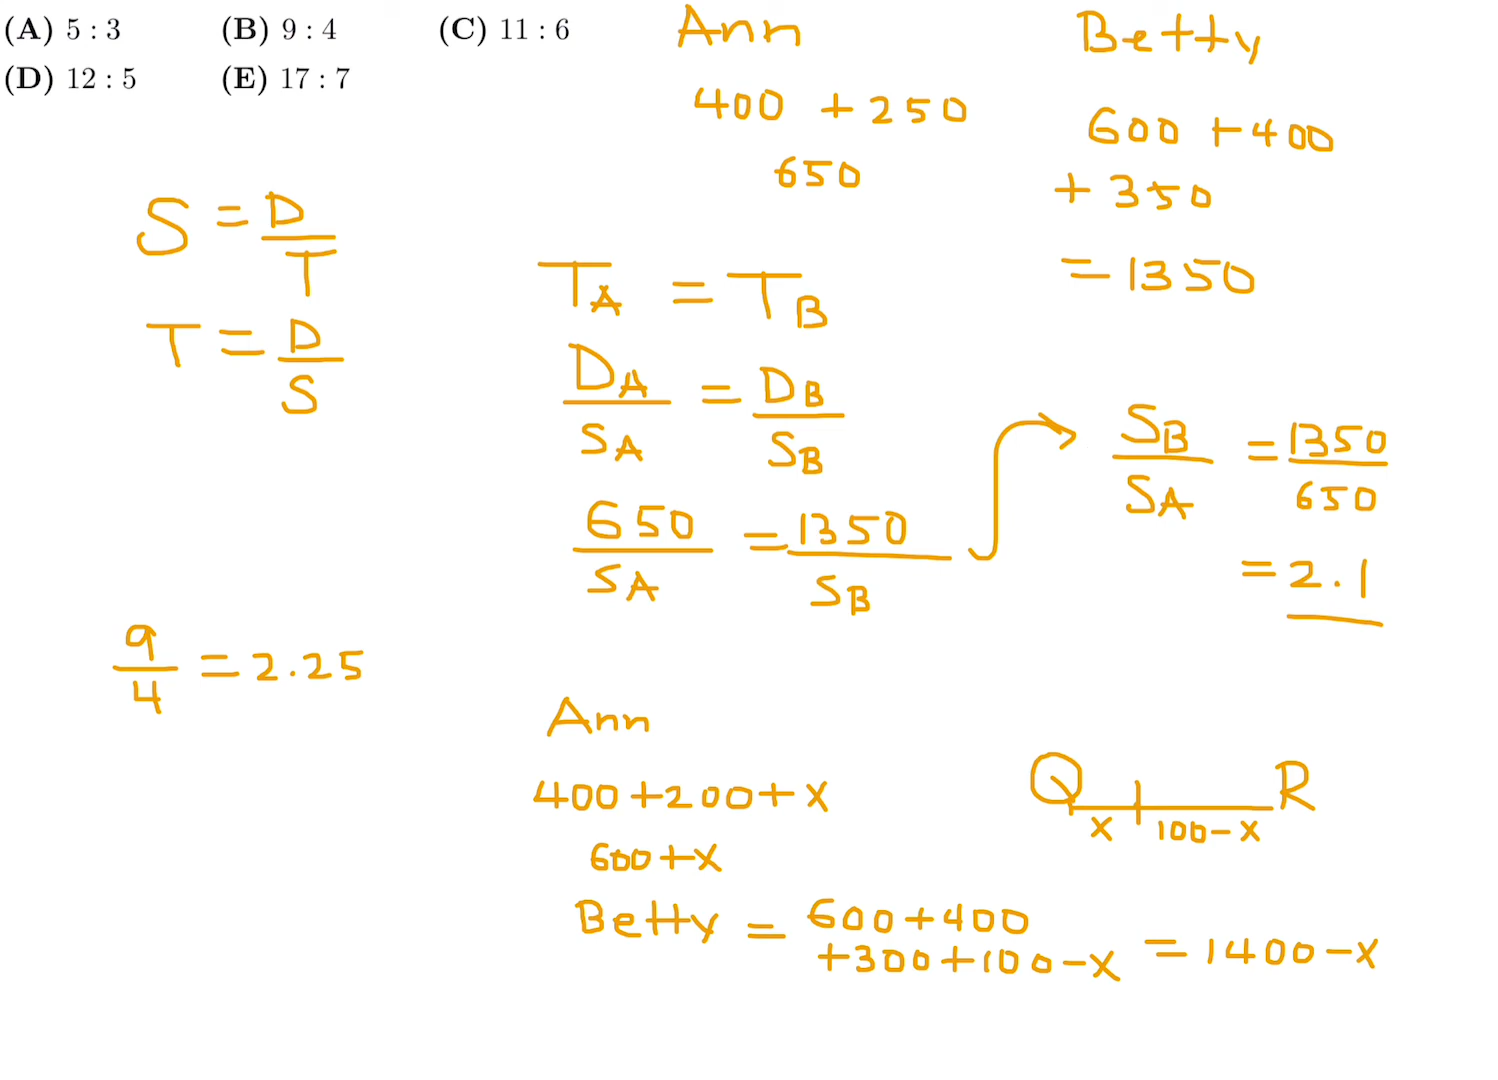 (A) 5 : 3 (B) 9 : 4 (C) 11 : 6
(D) 12 : 5 (E) 17 : 7
Ann
400 + 250
650
Betty
600 + 400
+ 350
= 1350
S = D/T
T = D/S
T_A = T_B
D_A/S_A = D_B/S_B
650/S_A = 1350/S_B
S_B/S_A = 1350/650
= 2.1
9/4 = 2.25
Ann
400 + 200 + x
600 + x
Q R
x 100 - x
Betty = 600 + 400
+ 300 + 100 - x = 1400 - x